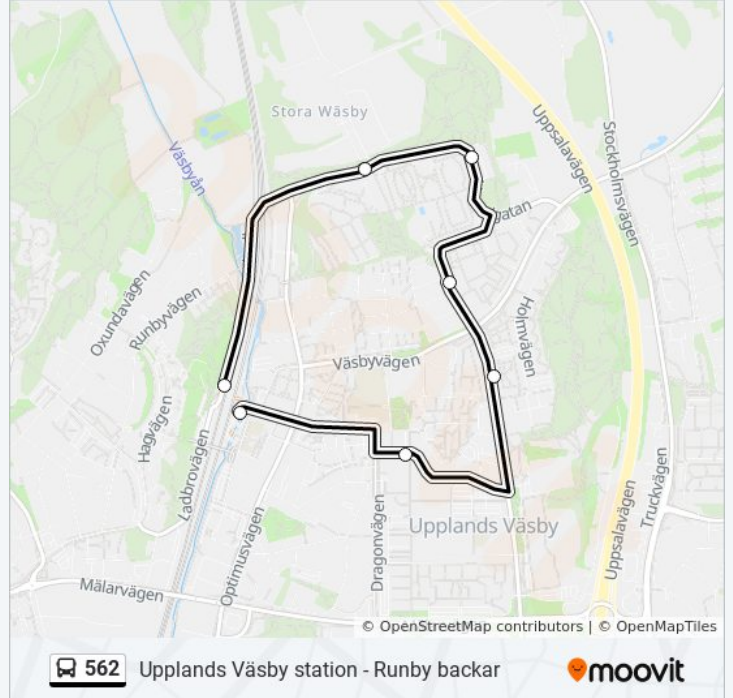 Stora Wäsby
Väsbyån
Uppsalavägen
Stockholmsvägen
gatan
Oxundavägen
Runbyvägen
Holmvägen
Väsbyvägen
Hagvägen
Ladbrovägen
Optimusvägen
Dragonvägen
Upplands Väsby
Uppsalavägen
Truckvägen
Mälarvägen
© OpenStreetMap contributors | © OpenMapTiles
562 Upplands Väsby station - Runby backar
moovit